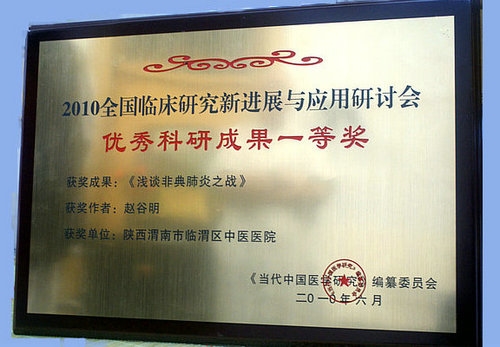 2010全国临床研究新进展与应用研讨会
优秀科研成果一等奖
获奖成果：《浅谈非典肺炎之战》
获奖作者：赵谷明
获奖单位：陕西渭南市临渭区中医医院
《当代中国医学研究》编纂委员会
二〇一〇年六月